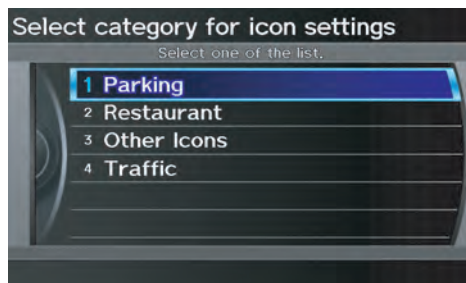 Select category for icon settings
Select one of the list.
1 Parking
2 Restaurant
3 Other Icons
4 Traffic